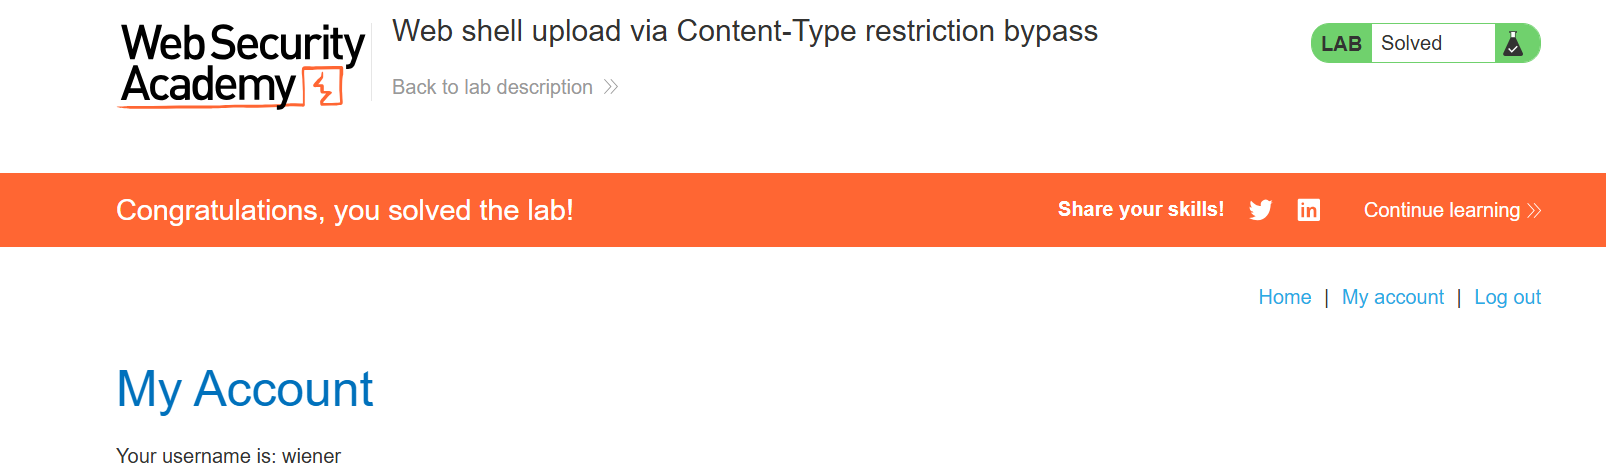 Web Security
Academy
Web shell upload via Content-Type restriction bypass
Back to lab description
LAB Solved
Congratulations, you solved the lab!
Share your skills!
Continue learning
Home | My account | Log out
My Account
Your username is: wiener